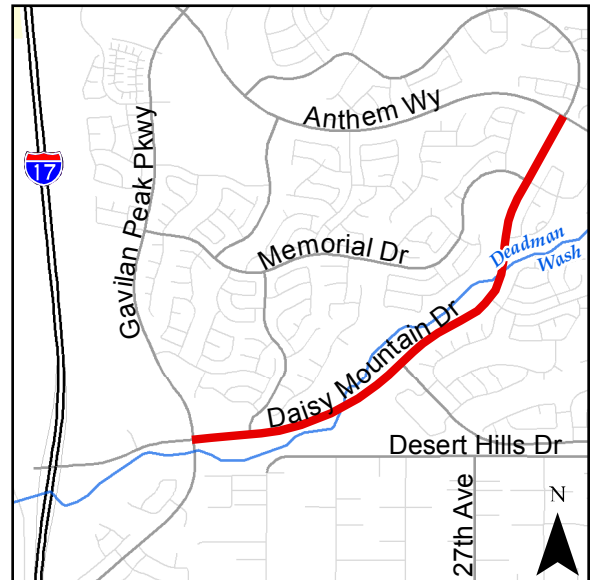 Anthem Wy
17
Gavilan Peak Pkwy
Memorial Dr
Deadman
Wash
Daisy Mountain Dr
Desert Hills Dr
27th Ave
N